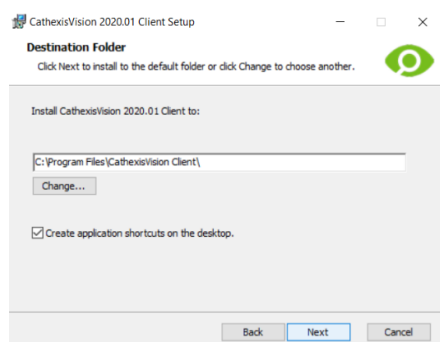 CathexisVision 2020.01 Client Setup
Destination Folder
Click Next to install to the default folder or click Change to choose another.
Install CathexisVision 2020.01 Client to:
C:\Program Files\CathexisVision Client\
Change...
Create application shortcuts on the desktop.
Back Next Cancel